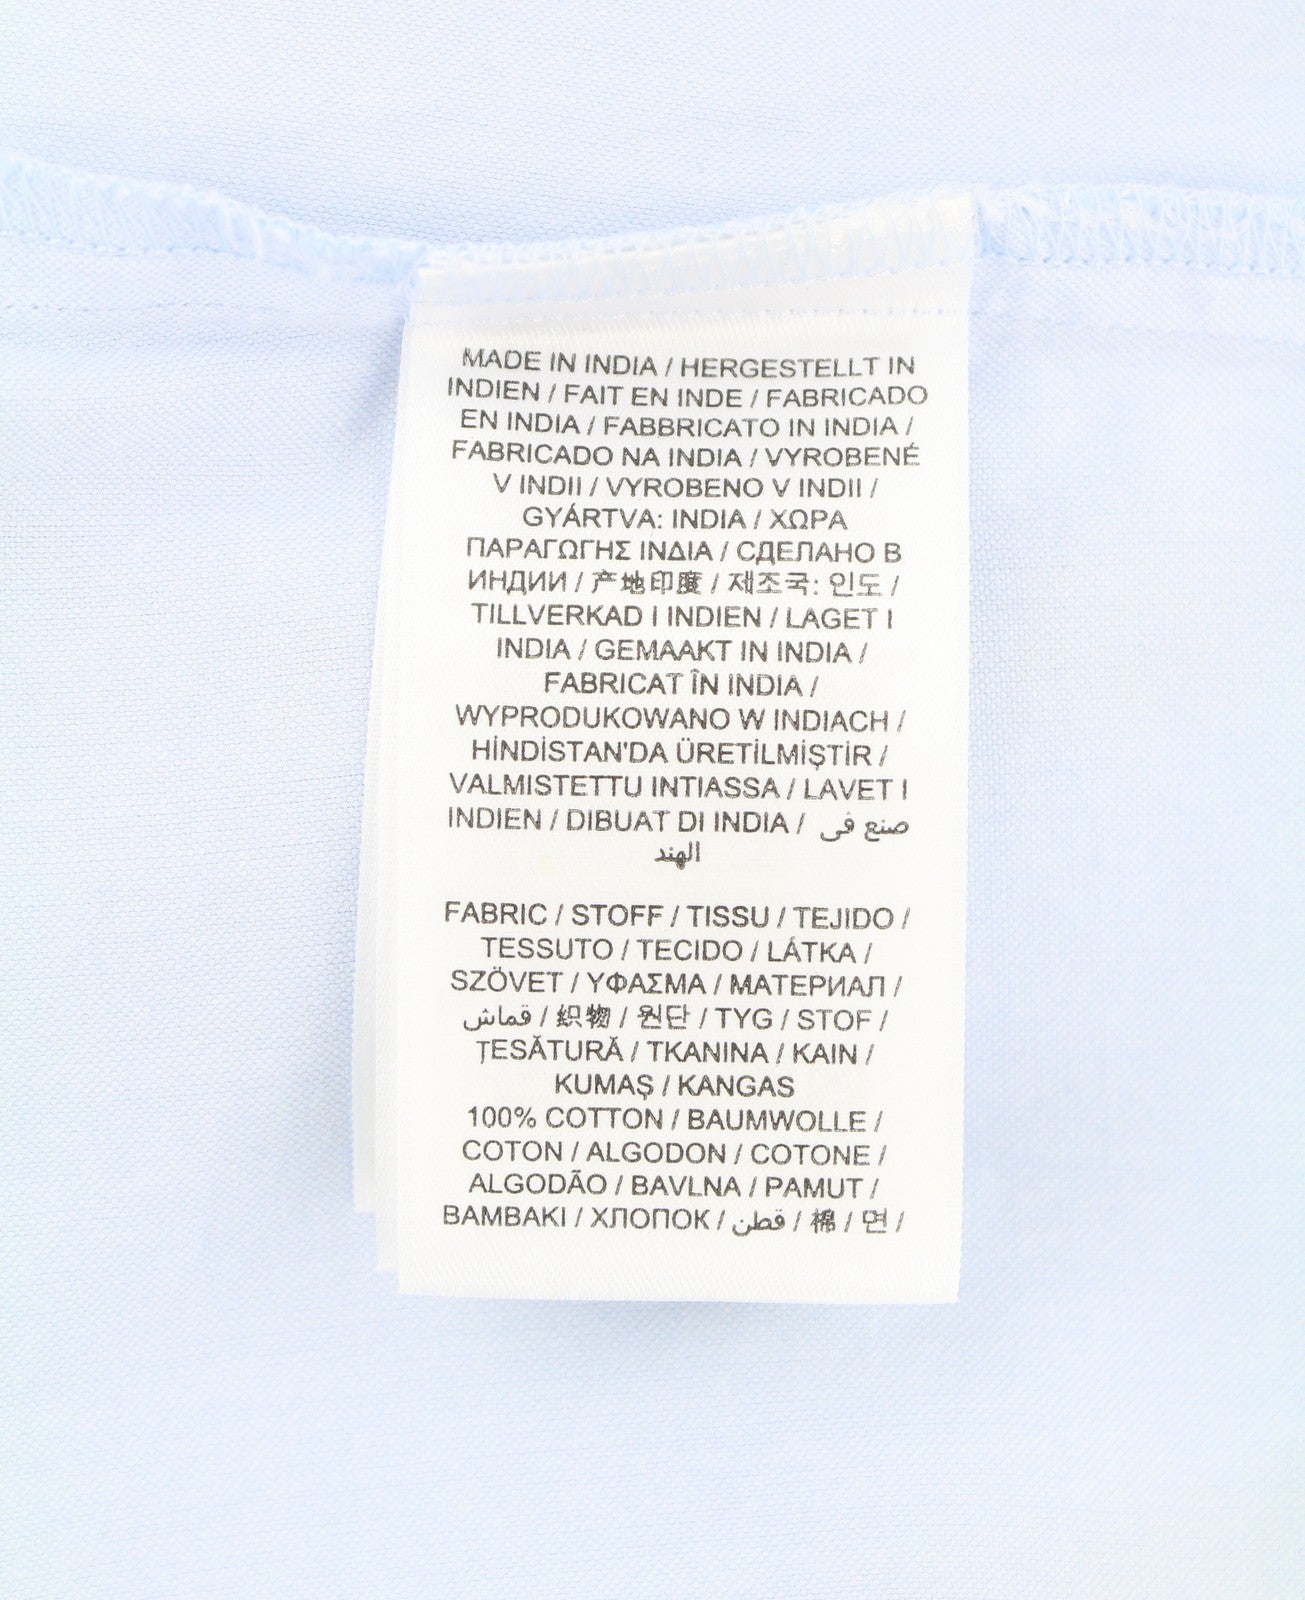 MADE IN INDIA / HERGESTELLT IN
INDIEN / FAIT EN INDE / FABRICADO
EN INDIA / FABBRICATO IN INDIA /
FABRICADO NA INDIA / VYROBENÉ
V INDII / VYROBENO V INDII /
GYÁRTVA: INDIA / ΧΩΡΑ
ΠΑΡΑΓΩΓΗΣ ΙΝΔΙΑ / СДЕЛАНО В
ИНДИИ / 产地印度 / 제조국: 인도 /
TILLVERKAD I INDIEN / LAGET I
INDIA / GEMAAKT IN INDIA /
FABRICAT ÎN INDIA /
WYPRODUKOWANO W INDIACH /
HİNDİSTAN'DA ÜRETİLMİŞTİR /
VALMISTETTU INTIASSA / LAVET I
INDIEN / DIBUAT DI INDIA / صنع في
الهند
FABRIC / STOFF / TISSU / TEJIDO /
TESSUTO / TECIDO / LÁTKA /
SZÖVET / ΥΦΑΣΜΑ / МАТЕРИАЛ /
قماش / 织物 / 원단 / TYG / STOF /
ȚESĂTURĂ / TKANINA / KAIN /
KUMAŞ / KANGAS
100% COTTON / BAUMWOLLE /
COTON / ALGODON / COTONE /
ALGODÃO / BAVLNA / PAMUT /
BAMBAKI / ХЛОПОК / قطن / 棉 / 면 /